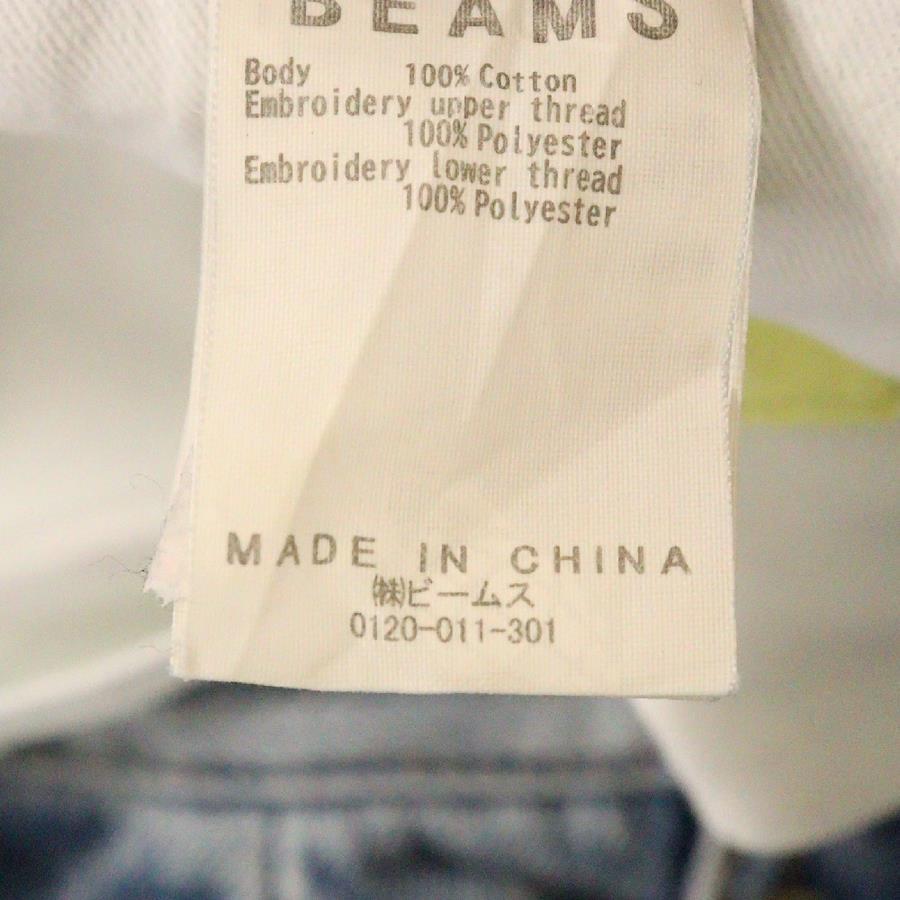 BEAMS
Body 100% Cotton
Embroidery upper thread
100% Polyester
Embroidery lower thread
100% Polyester
MADE IN CHINA
㈱ビームス
0120-011-301